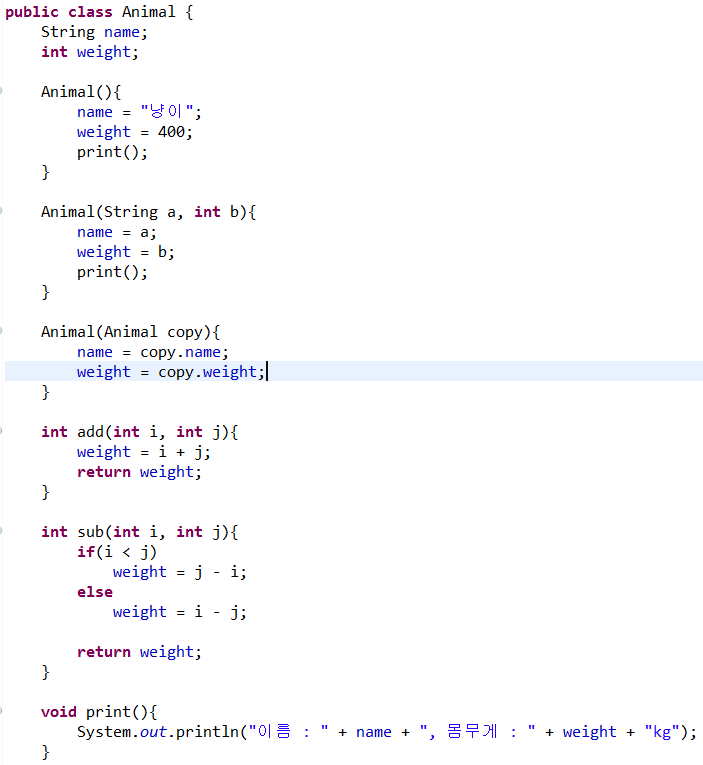 public class Animal {
String name;
int weight;
Animal(){
name = "냥이";
weight = 400;
print();
}
Animal(String a, int b){
name = a;
weight = b;
print();
}
Animal(Animal copy){
name = copy.name;
weight = copy.weight;
}
int add(int i, int j){
weight = i + j;
return weight;
}
int sub(int i, int j){
if(i < j)
weight = j - i;
else
weight = i - j;
return weight;
}
void print(){
System.out.println("이름 : " + name + ", 몸무게 : " + weight + "kg");
}